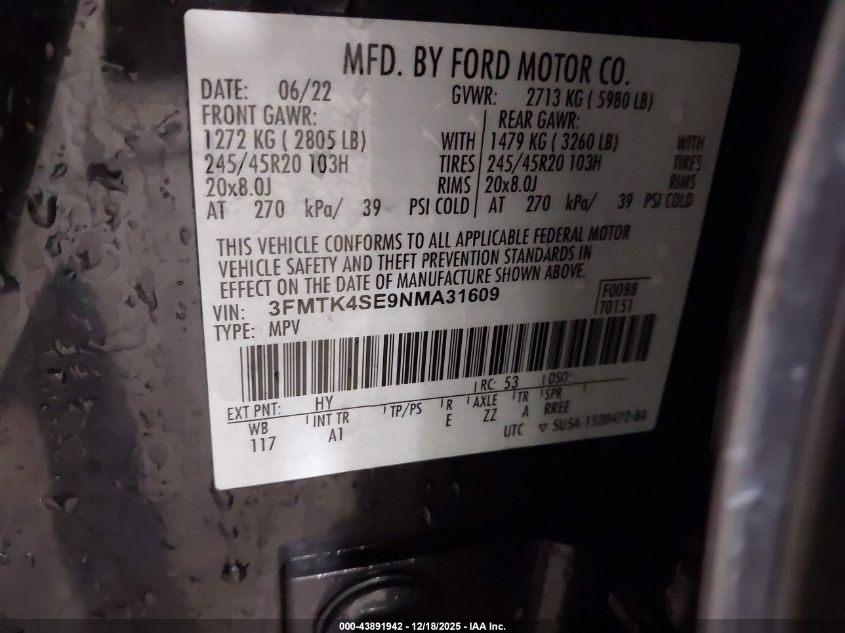 MFD. BY FORD MOTOR CO.
DATE: 06/22 GVWR: 2713 KG ( 5980 LB)
FRONT GAWR: REAR GAWR:
1272 KG ( 2805 LB) WITH 1479 KG ( 3260 LB) WITH
245/45R20 103H TIRES 245/45R20 103H TIRES
20x8.0J RIMS 20x8.0J RIMS
AT 270 kPa/ 39 PSI COLD AT 270 kPa/ 39 PSI COLD
THIS VEHICLE CONFORMS TO ALL APPLICABLE FEDERAL MOTOR
VEHICLE SAFETY AND THEFT PREVENTION STANDARDS IN
EFFECT ON THE DATE OF MANUFACTURE SHOWN ABOVE.
VIN: 3FMTK4SE9NMA31609 F0088
TYPE: MPV T0151
EXT PNT: HY RC: 53 DSO:
WB INT TR TP/PS R AXLE TR SPR
117 A1 E ZZ A RREE
UTC ▽ 5U5A-1520472-BA
000-43891942 / 12/18/2025 - IAA Inc.